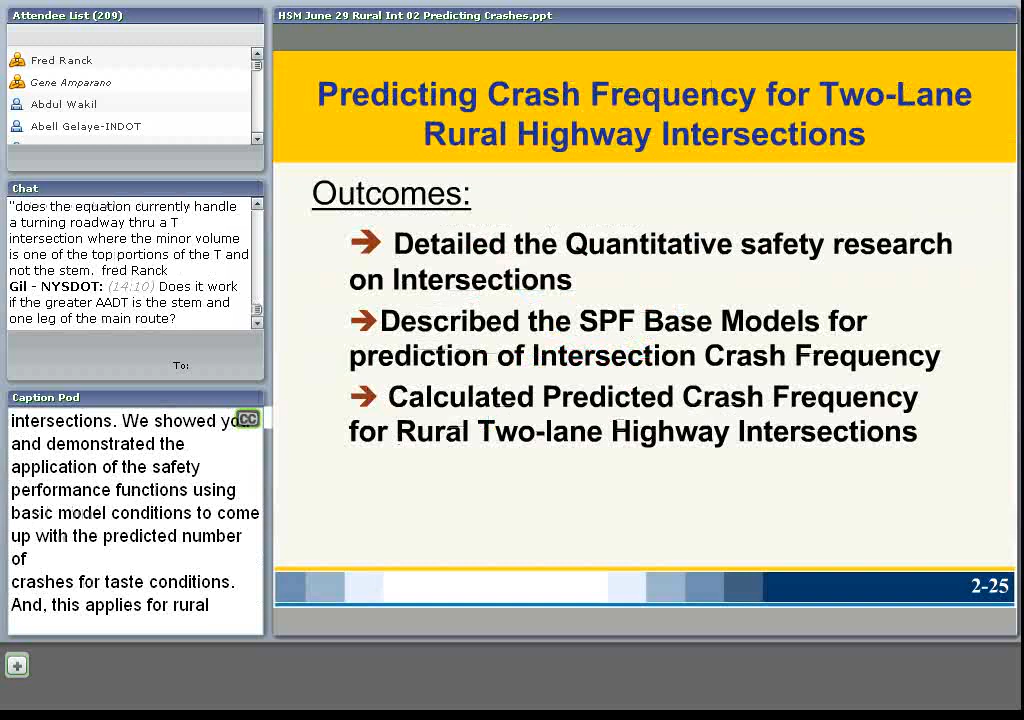 Attendee List (209)
Fred Ranck
Gene Amparano
Abdul Wakil
Abell Gelaye-INDOT
Chat
"does the equation currently handle
a turning roadway thru a T
intersection where the minor volume
is one of the top portions of the T and
not the stem. fred Ranck
Gil - NYSDOT: (14:10) Does it work
if the greater AADT is the stem and
one leg of the main route?
To:
Caption Pod
intersections. We showed yo
CC
and demonstrated the
application of the safety
performance functions using
basic model conditions to come
up with the predicted number
of
crashes for taste conditions.
And, this applies for rural
HSM June 29 Rural Int 02 Predicting Crashes.ppt
Predicting Crash Frequency for Two-Lane
Rural Highway Intersections
Outcomes:
➔ Detailed the Quantitative safety research
on Intersections
➔Described the SPF Base Models for
prediction of Intersection Crash Frequency
➔ Calculated Predicted Crash Frequency
for Rural Two-lane Highway Intersections
2-25